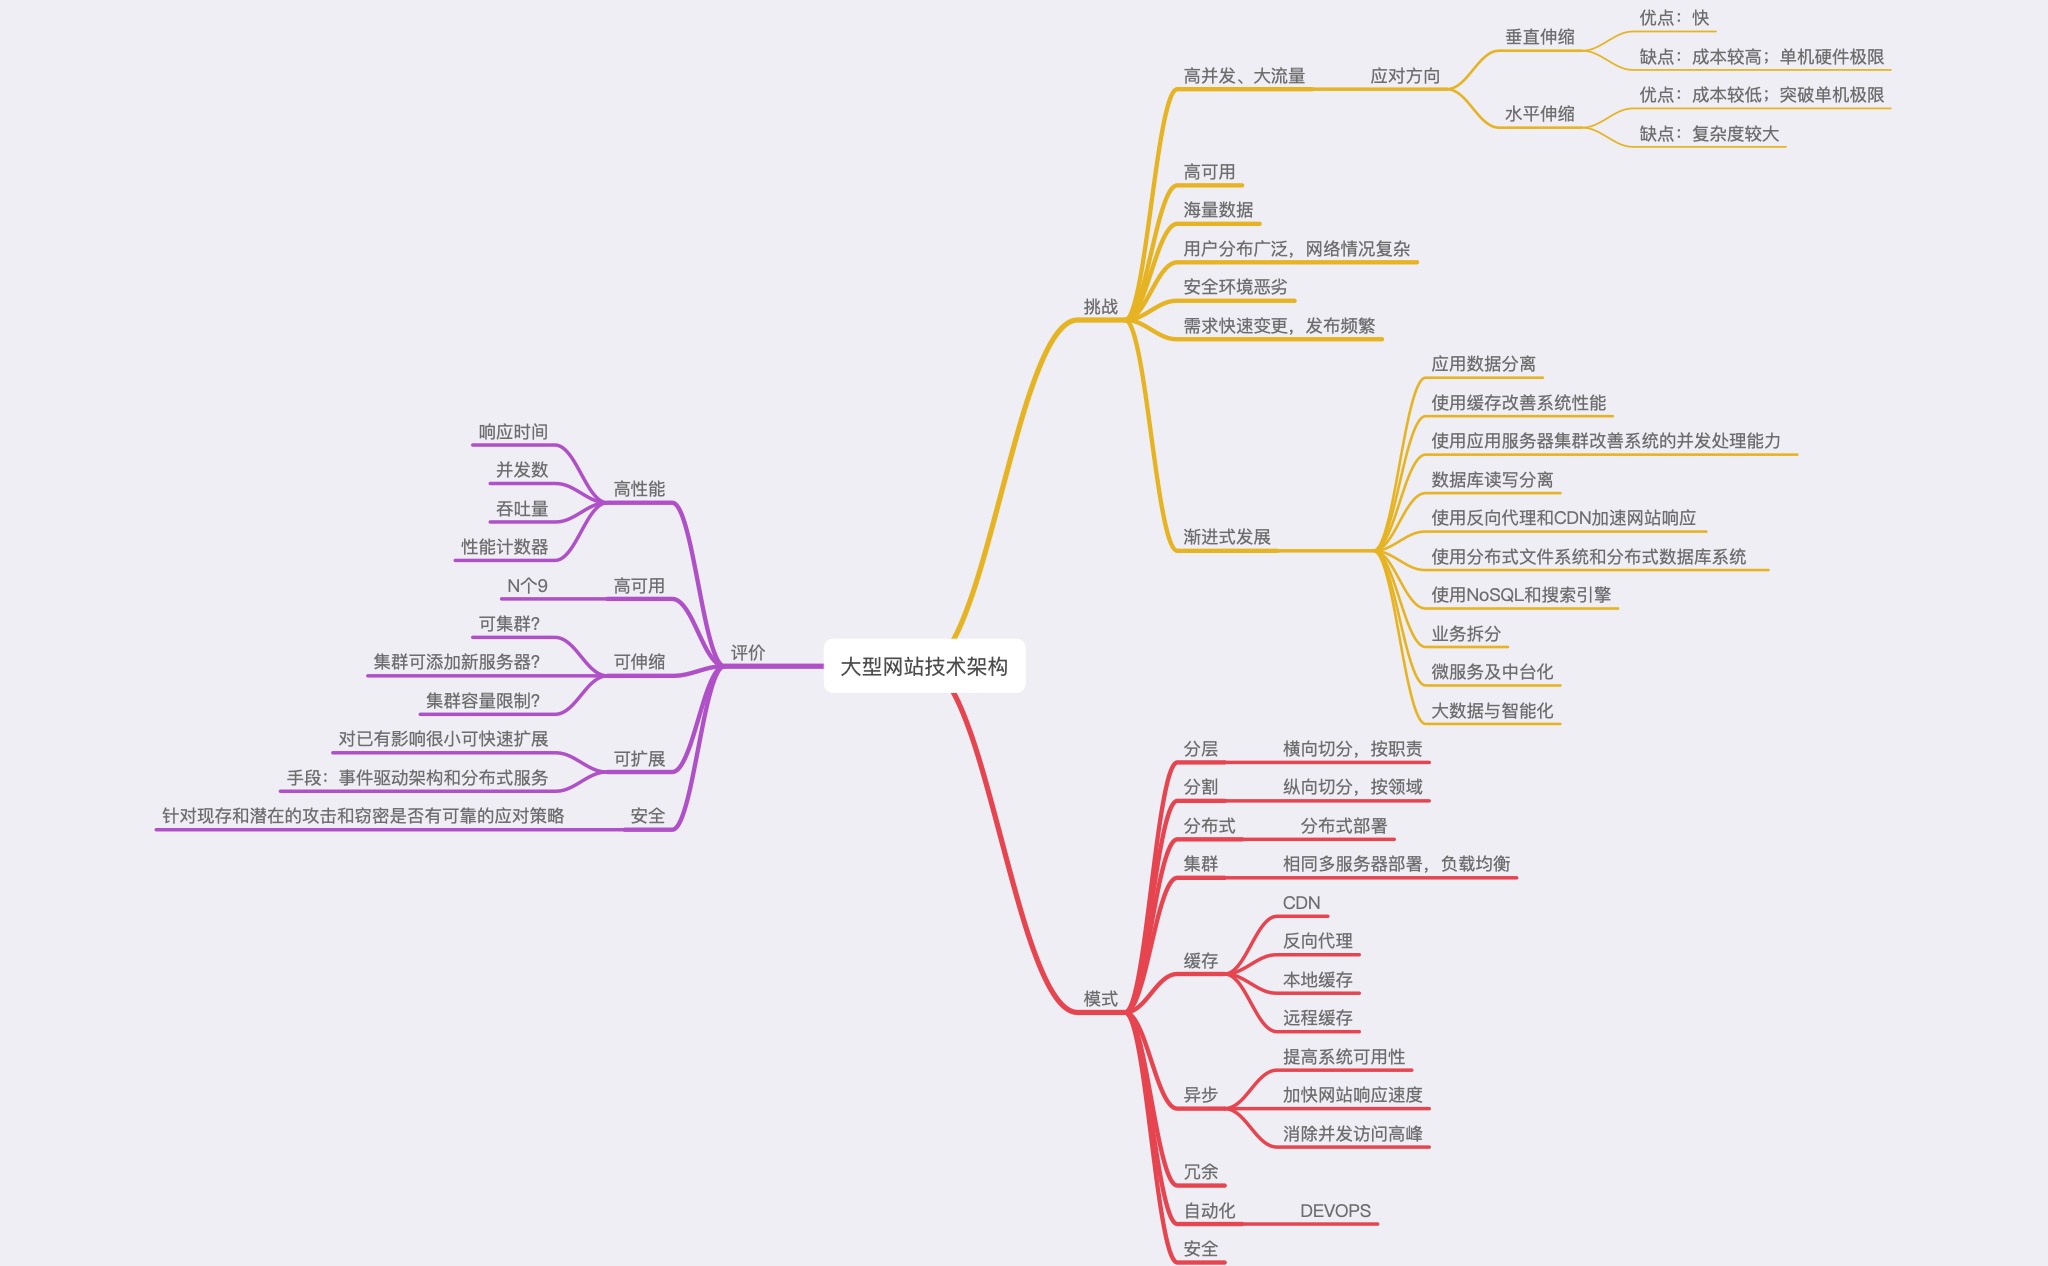 大型网站技术架构
挑战
高并发、大流量
应对方向
垂直伸缩
优点：快
缺点：成本较高；单机硬件极限
水平伸缩
优点：成本较低；突破单机极限
缺点：复杂度较大
高可用
海量数据
用户分布广泛，网络情况复杂
安全环境恶劣
需求快速变更，发布频繁
渐进式发展
应用数据分离
使用缓存改善系统性能
使用应用服务器集群改善系统的并发处理能力
数据库读写分离
使用反向代理和CDN加速网站响应
使用分布式文件系统和分布式数据库系统
使用NoSQL和搜索引擎
业务拆分
微服务及中台化
大数据与智能化
模式
分层
横向切分，按职责
分割
纵向切分，按领域
分布式
分布式部署
集群
相同多服务器部署，负载均衡
缓存
CDN
反向代理
本地缓存
远程缓存
异步
提高系统可用性
加快网站响应速度
消除并发访问高峰
冗余
自动化
DEVOPS
安全
评价
高性能
响应时间
并发数
吞吐量
性能计数器
高可用
N个9
可伸缩
可集群？
集群可添加新服务器？
集群容量限制？
可扩展
对已有影响很小可快速扩展
手段：事件驱动架构和分布式服务
安全
针对现存和潜在的攻击和窃密是否有可靠的应对策略